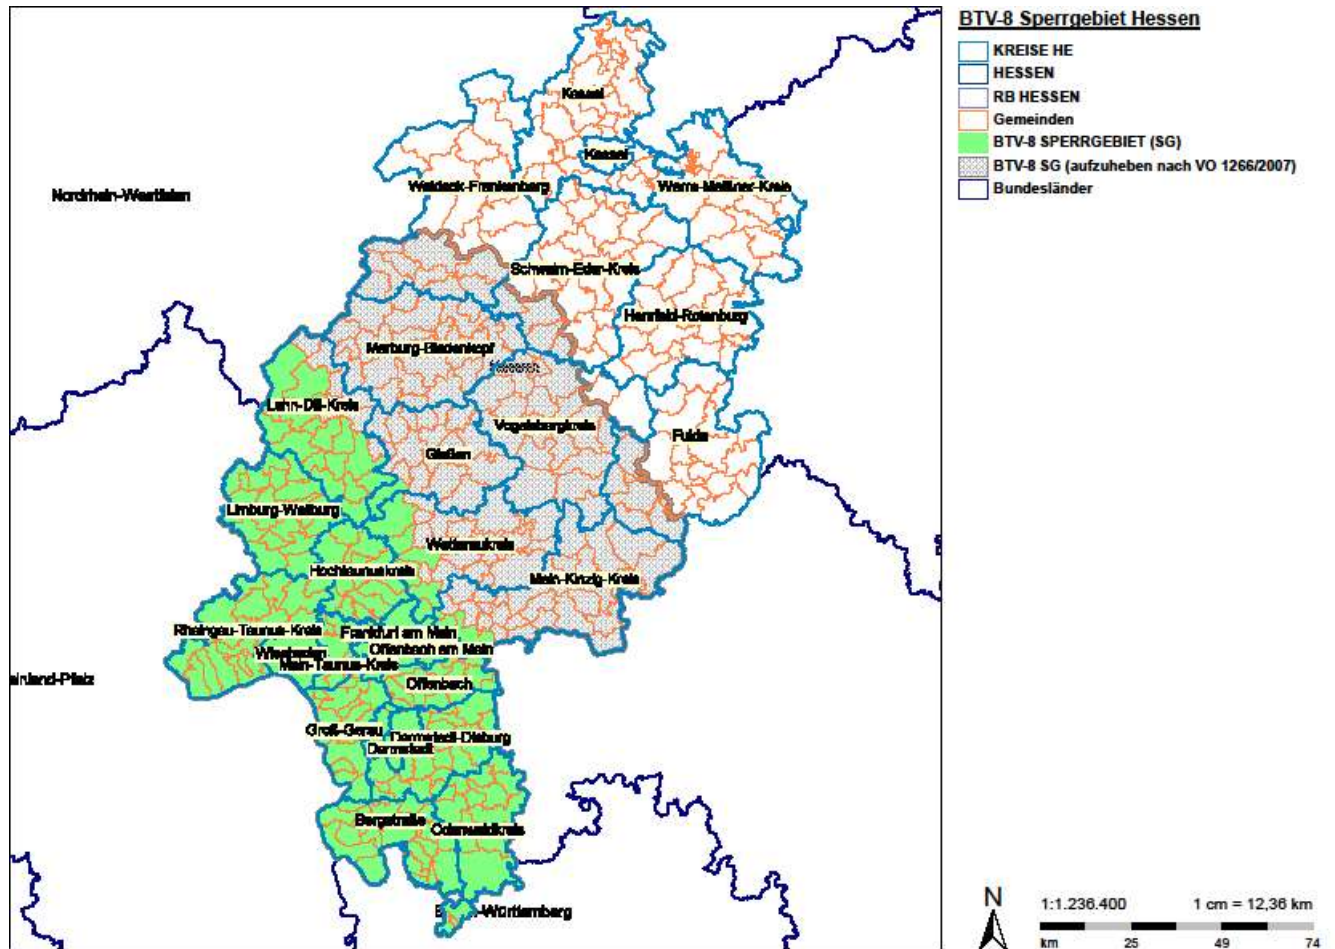 BTV-8 Sperrgebiet Hessen
KREISE HE
HESSEN
RB HESSEN
Gemeinden
BTV-8 SPERRGEBIET (SG)
BTV-8 SG (aufzuheben nach VO 1266/2007)
Bundesländer
Kassel
Kassel
Waldeck-Frankenberg
Werra-Meißner-Kreis
Nordrhein-Westfalen
Schwalm-Eder-Kreis
Hersfeld-Rotenburg
Marburg-Biedenkopf
Hessen
Lahn-Dill-Kreis
Vogelsbergkreis
Fulda
Gießen
Limburg-Weilburg
Wetteraukreis
Hochtaunuskreis
Main-Kinzig-Kreis
Rheingau-Taunus-Kreis
Frankfurt am Main
Wiesbaden
Offenbach am Main
Main-Taunus-Kreis
inland-Pfalz
Offenbach
Groß-Gerau
Darmstadt-Dieburg
Darmstadt
Bergstraße
Odenwaldkreis
-Württemberg
N
1:1.236.400 1 cm = 12,36 km
km 25 49 74